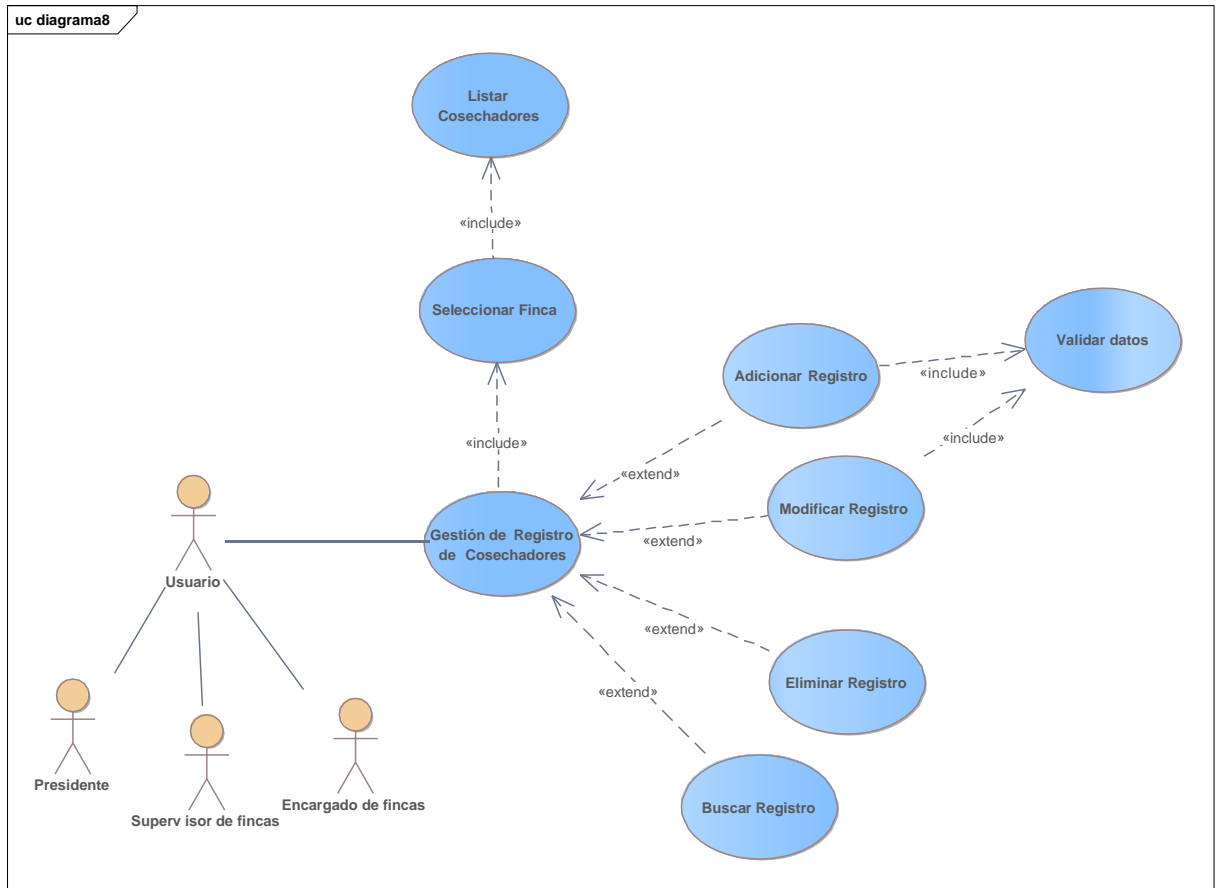 uc diagrama8
Listar
Cosechadores
«include»
Seleccionar Finca
«include»
Adicionar Registro
«include»
Validar datos
«include»
«extend»
Modificar Registro
«extend»
Gestión de Registro
de Cosechadores
Usuario
«extend»
Eliminar Registro
«extend»
Buscar Registro
Presidente
Superv isor de fincas
Encargado de fincas